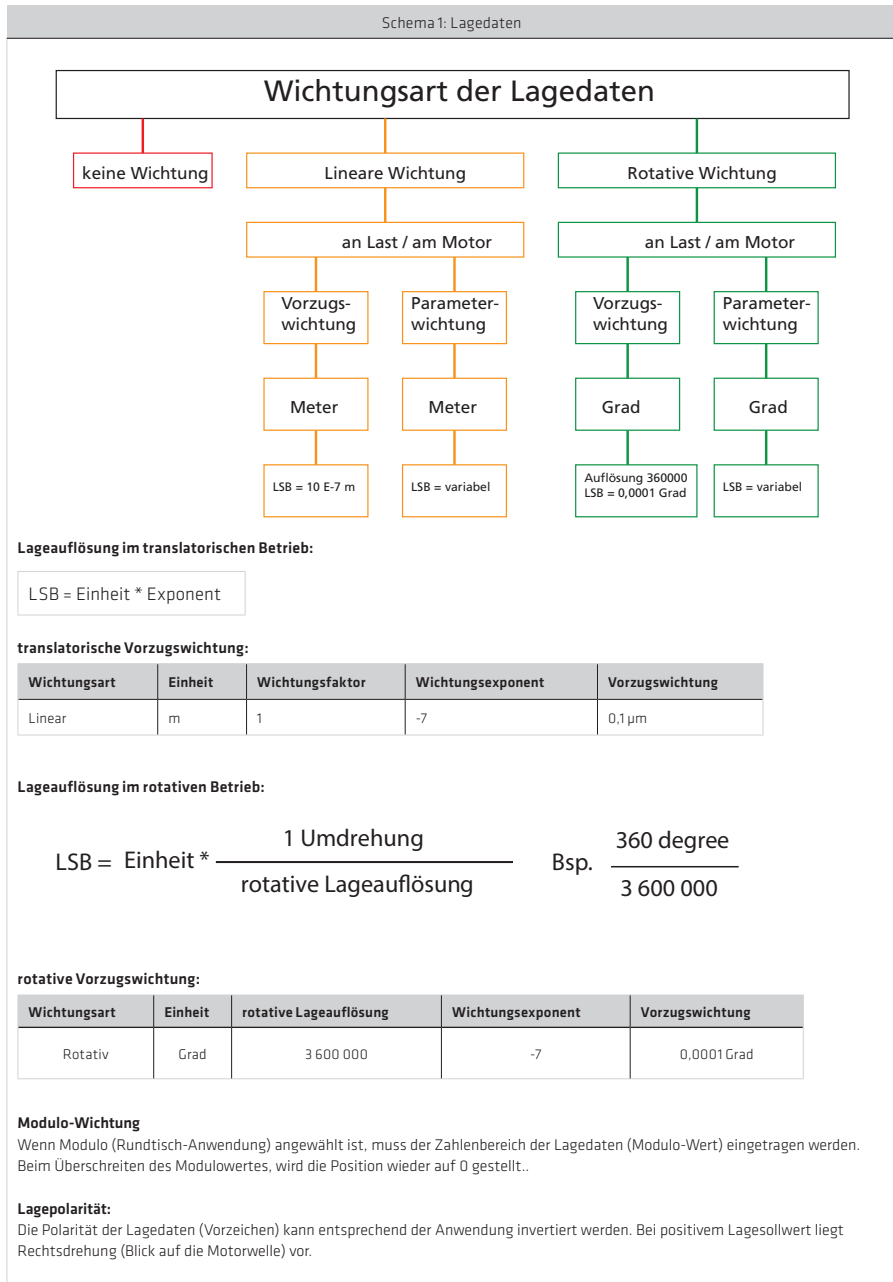 Schema 1: Lagedaten
Wichtungsart der Lagedaten
keine Wichtung
Lineare Wichtung
Rotative Wichtung
an Last / am Motor
an Last / am Motor
Vorzugs-
wichtung
Parameter-
wichtung
Vorzugs-
wichtung
Parameter-
wichtung
Meter
Meter
Grad
Grad
LSB = 10 E-7 m
LSB = variabel
Auflösung 360000
LSB = 0,0001 Grad
LSB = variabel
Lageauflösung im translatorischen Betrieb:
LSB = Einheit * Exponent
translatorische Vorzugswichtung:
Wichtungsart Einheit Wichtungsfaktor Wichtungsexponent Vorzugswichtung
Linear m 1 -7 0,1 µm
Lageauflösung im rotativen Betrieb:
LSB = Einheit * 1 Umdrehung / rotative Lageauflösung Bsp. 360 degree / 3 600 000
rotative Vorzugswichtung:
Wichtungsart Einheit rotative Lageauflösung Wichtungsexponent Vorzugswichtung
Rotativ Grad 3 600 000 -7 0,0001 Grad
Modulo-Wichtung
Wenn Modulo (Rundtisch-Anwendung) angewählt ist, muss der Zahlenbereich der Lagedaten (Modulo-Wert) eingetragen werden.
Beim Überschreiten des Modulowertes, wird die Position wieder auf 0 gestellt..
Lagepolarität:
Die Polarität der Lagedaten (Vorzeichen) kann entsprechend der Anwendung invertiert werden. Bei positivem Lagesollwert liegt
Rechtsdrehung (Blick auf die Motorwelle) vor.